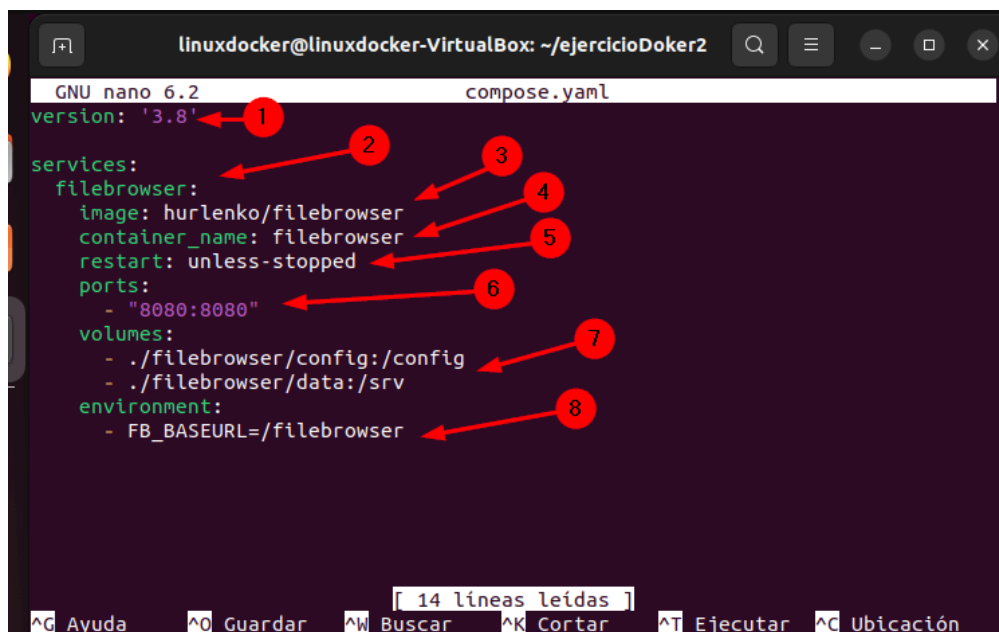 linuxdocker@linuxdocker-VirtualBox: ~/ejercicioDoker2
GNU nano 6.2 compose.yaml
version: '3.8' 1
2
services: 3
filebrowser: 4
image: hurlenko/filebrowser
container_name: filebrowser 5
restart: unless-stopped
ports: 6
- "8080:8080"
volumes: 7
- ./filebrowser/config:/config
- ./filebrowser/data:/srv
environment: 8
- FB_BASEURL=/filebrowser
[ 14 líneas leídas ]
^G Ayuda ^O Guardar ^W Buscar ^K Cortar ^T Ejecutar ^C Ubicación